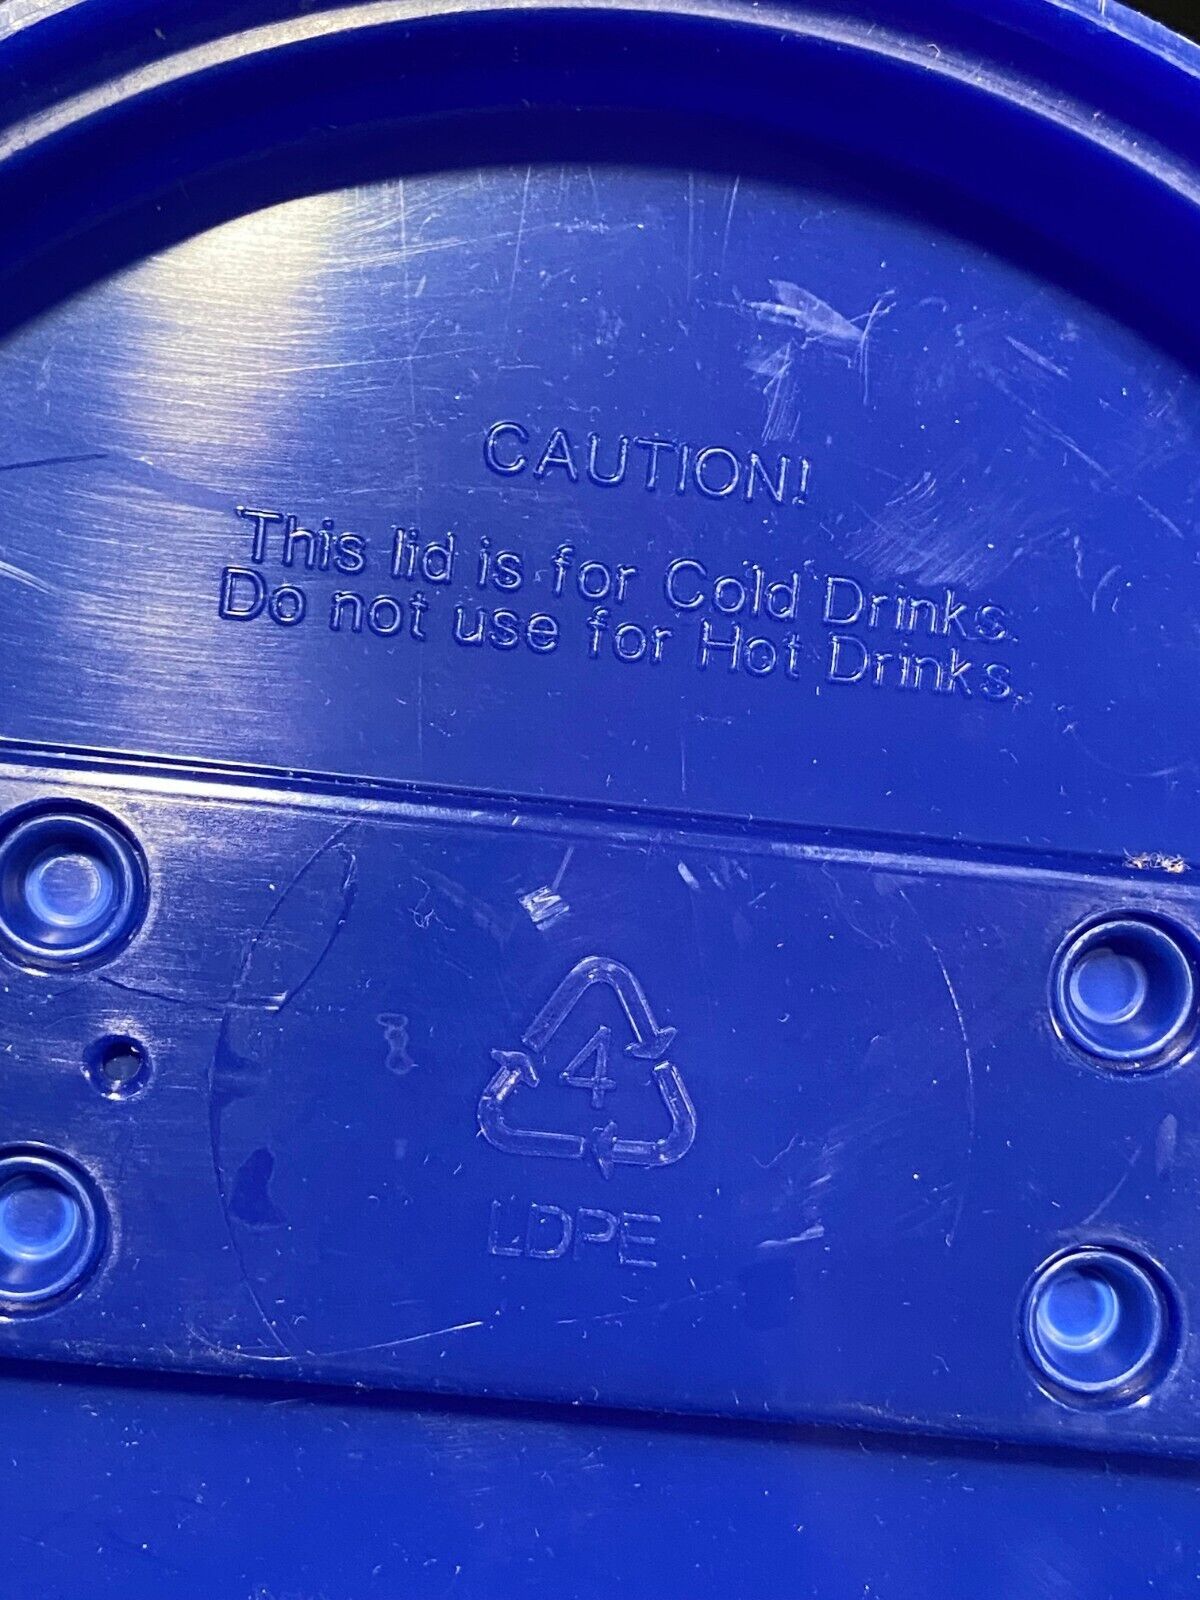 CAUTION!
This lid is for Cold Drinks.
Do not use for Hot Drinks.
4
LDPE